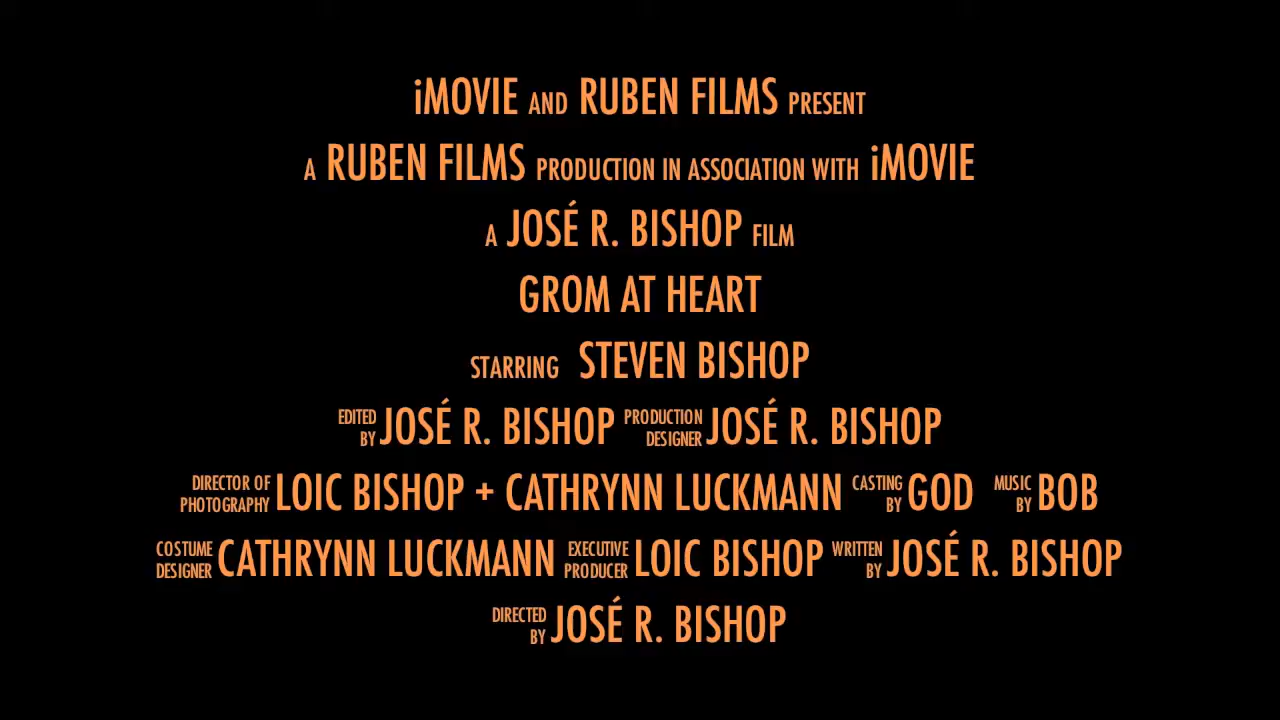 iMOVIE AND RUBEN FILMS PRESENT
A RUBEN FILMS PRODUCTION IN ASSOCIATION WITH iMOVIE
A JOSÉ R. BISHOP FILM
GROM AT HEART
STARRING STEVEN BISHOP
EDITED BY JOSÉ R. BISHOP PRODUCTION DESIGNER JOSÉ R. BISHOP
DIRECTOR OF PHOTOGRAPHY LOIC BISHOP + CATHRYNN LUCKMANN CASTING BY GOD MUSIC BY BOB
COSTUME DESIGNER CATHRYNN LUCKMANN EXECUTIVE PRODUCER LOIC BISHOP WRITTEN BY JOSÉ R. BISHOP
DIRECTED BY JOSÉ R. BISHOP